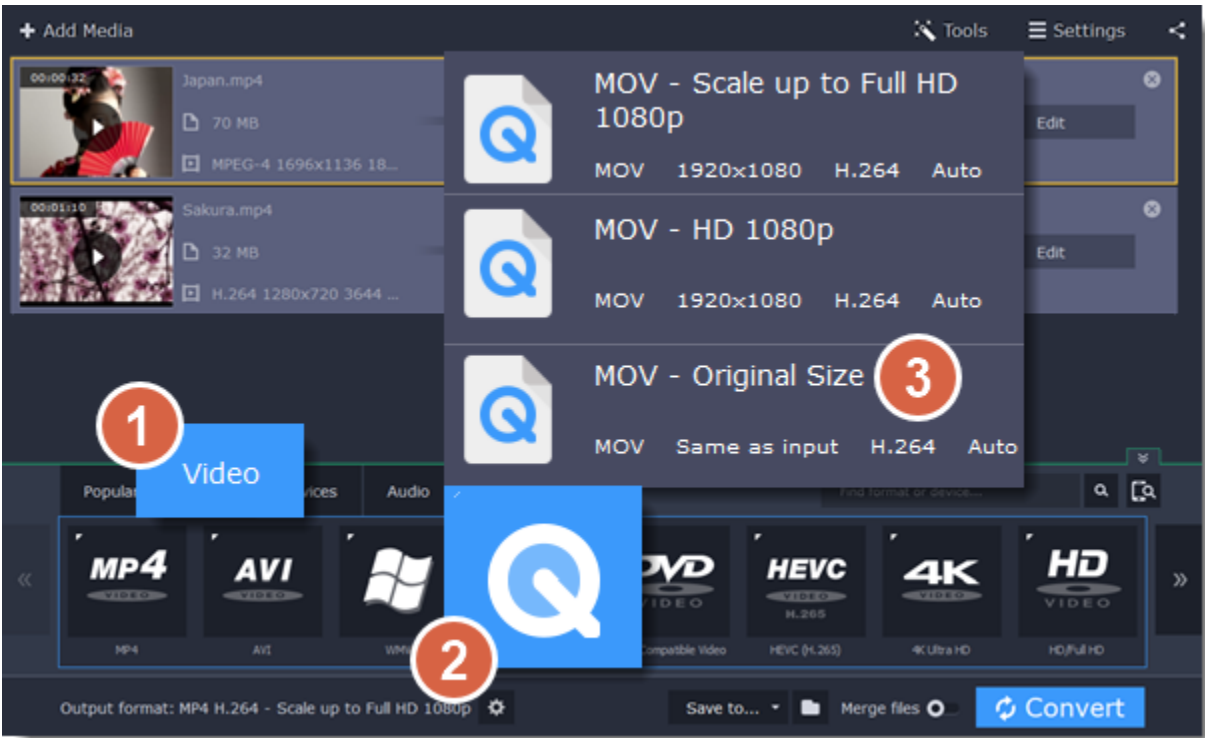 Add Media
Tools
Settings
00:00:32
Japan.mp4
70 MB
MPEG-4 1696x1136 18...
Edit
00:01:10
Sakura.mp4
32 MB
H.264 1280x720 3644 ...
Edit
MOV - Scale up to Full HD
1080p
MOV 1920x1080 H.264 Auto
MOV - HD 1080p
MOV 1920x1080 H.264 Auto
MOV - Original Size
3
MOV Same as input H.264 Auto
1
Video
Audio
Find format or device...
MP4
VIDEO
MP4
AVI
VIDEO
AVI
2
VIDEO
Compatible Video
HEVC
VIDEO
H.265
HEVC (H.265)
4K
VIDEO
4K Ultra HD
HD
VIDEO
HD/Full HD
Output format: MP4 H.264 - Scale up to Full HD 1080p
Save to...
Merge files
Convert